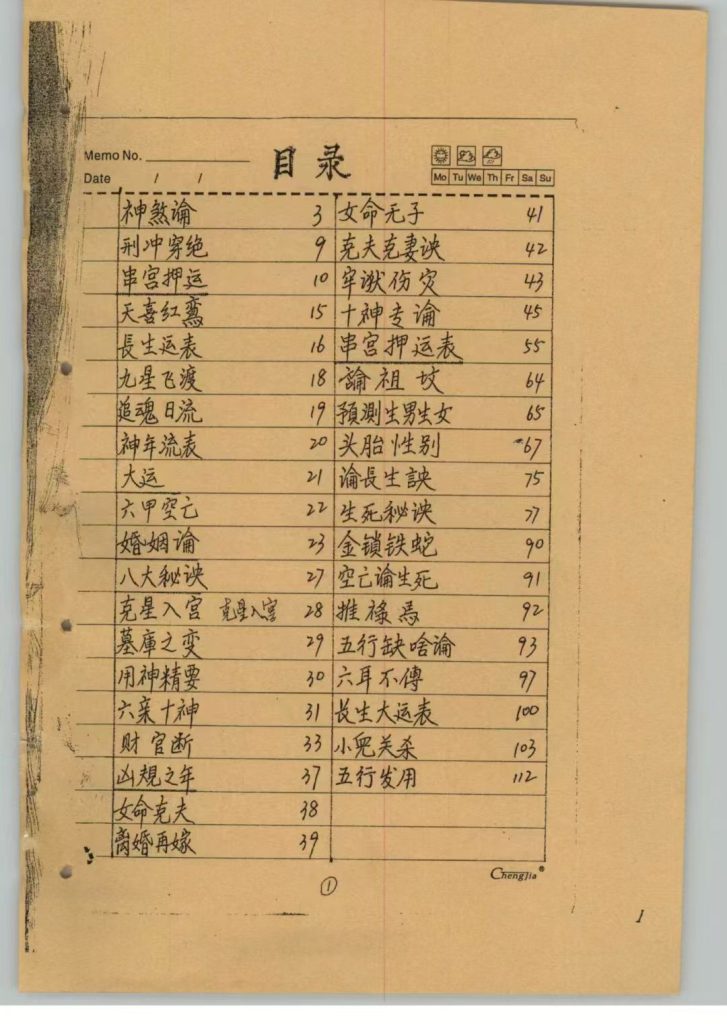 Memo No.
目录
Date / /
Mo Tu We Th Fr Sa Su
神煞論 3
刑冲穿绝 9
串宫押运 10
天喜红鸾 15
長生运表 16
九星飞渡 18
追魂日流 19
神年流表 20
大运 21
六甲空亡 22
婚姻论 23
八大秘诀 27
克星入宫 克星入宫 28
墓庫之变 29
用神精要 30
六亲十神 31
财官断 33
凶規之年 37
女命克夫 38
离婚再嫁 39
女命无子 41
克夫克妻诀 42
牢狱伤灾 43
十神专論 45
串宫押运表 55
論祖坟 64
預测生男生女 65
头胎性别 67
论長生訣 75
生死秘诀 77
金锁铁蛇 90
空亡论生死 91
推禄馬 92
五行缺啥论 93
六耳不傳 97
长生大运表 100
小児关杀 103
五行发用 112
ChengJia
1
1